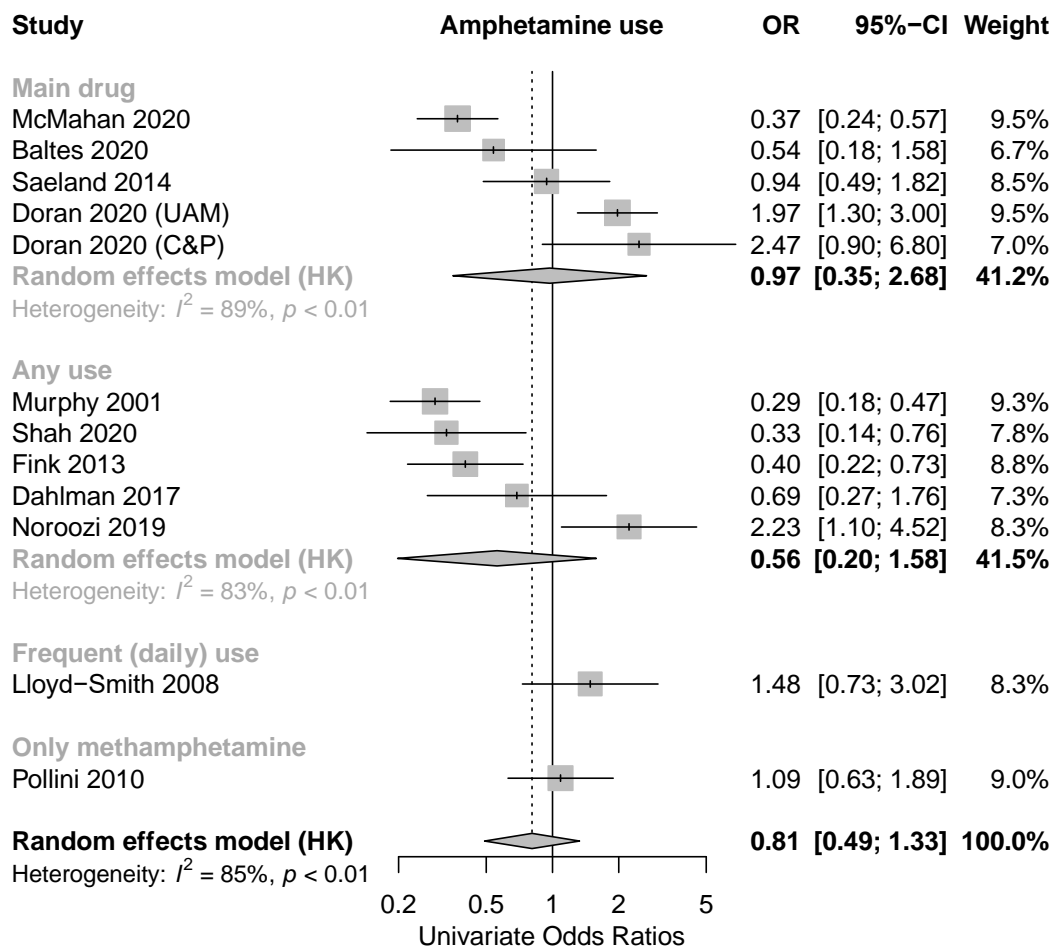 Study Amphetamine use OR 95%−CI Weight
Main drug
McMahan 2020 0.37 [0.24; 0.57] 9.5%
Baltes 2020 0.54 [0.18; 1.58] 6.7%
Saeland 2014 0.94 [0.49; 1.82] 8.5%
Doran 2020 (UAM) 1.97 [1.30; 3.00] 9.5%
Doran 2020 (C&P) 2.47 [0.90; 6.80] 7.0%
Random effects model (HK) 0.97 [0.35; 2.68] 41.2%
Heterogeneity: I² = 89%, p < 0.01
Any use
Murphy 2001 0.29 [0.18; 0.47] 9.3%
Shah 2020 0.33 [0.14; 0.76] 7.8%
Fink 2013 0.40 [0.22; 0.73] 8.8%
Dahlman 2017 0.69 [0.27; 1.76] 7.3%
Noroozi 2019 2.23 [1.10; 4.52] 8.3%
Random effects model (HK) 0.56 [0.20; 1.58] 41.5%
Heterogeneity: I² = 83%, p < 0.01
Frequent (daily) use
Lloyd−Smith 2008 1.48 [0.73; 3.02] 8.3%
Only methamphetamine
Pollini 2010 1.09 [0.63; 1.89] 9.0%
Random effects model (HK) 0.81 [0.49; 1.33] 100.0%
Heterogeneity: I² = 85%, p < 0.01
0.2 0.5 1 2 5
Univariate Odds Ratios